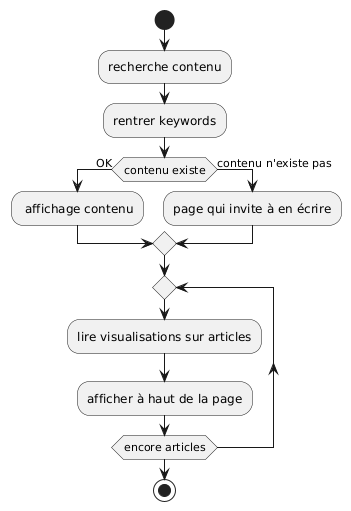 recherche contenu
rentrer keywords
OK
contenu existe
contenu n'existe pas
affichage contenu
page qui invite à en écrire
lire visualisations sur articles
afficher à haut de la page
encore articles